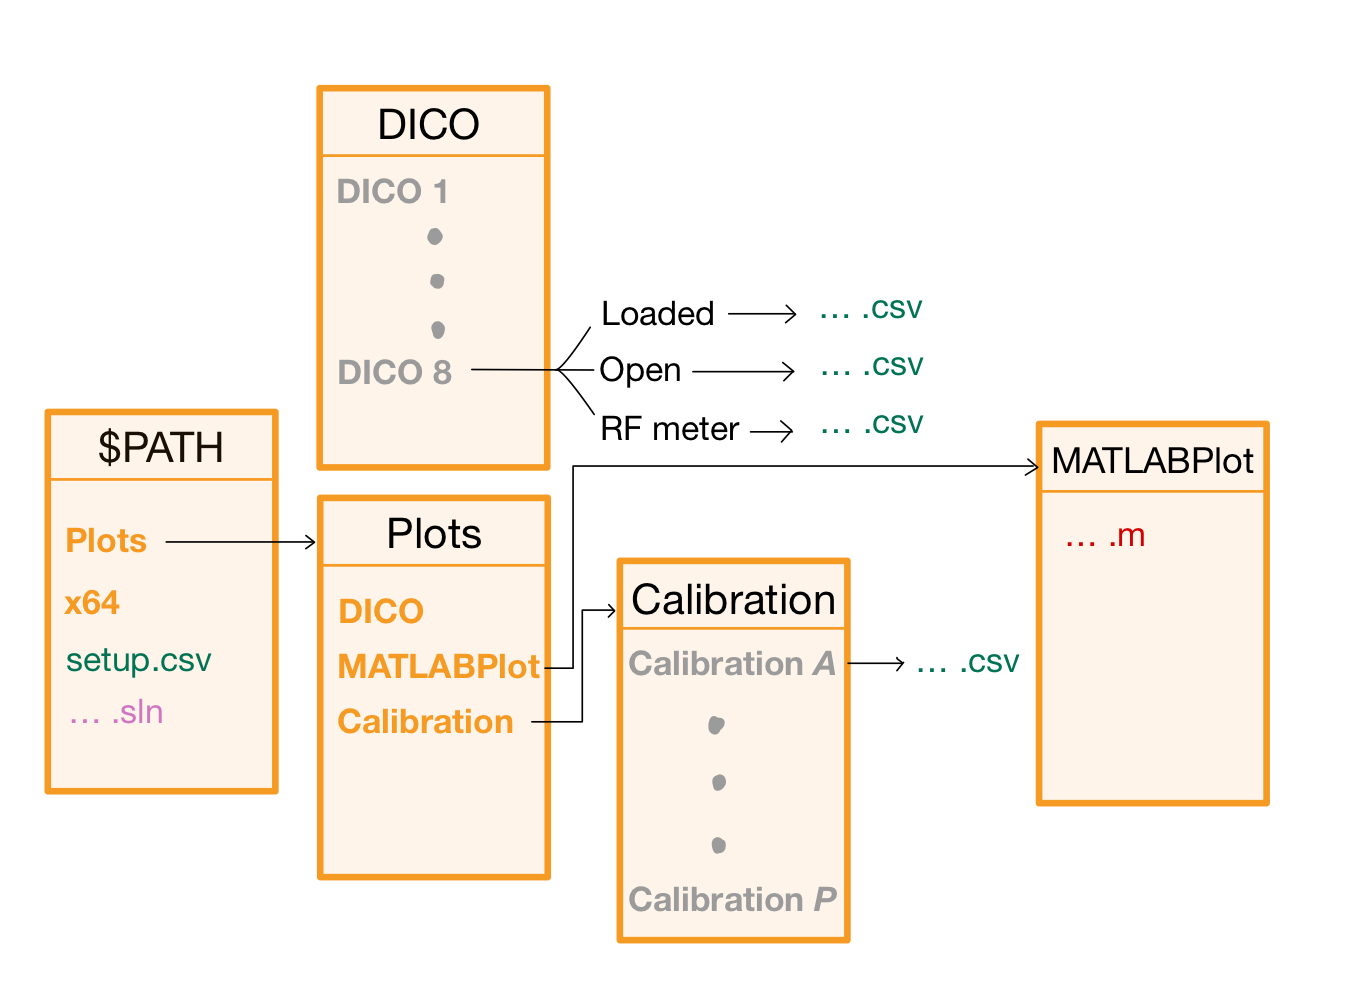 DICO
DICO 1
DICO 8
Loaded
... .csv
Open
... .csv
RF meter
... .csv
$PATH
Plots
x64
setup.csv
... .sln
Plots
DICO
MATLABPlot
Calibration
Calibration
Calibration A
... .csv
Calibration P
MATLABPlot
... .m